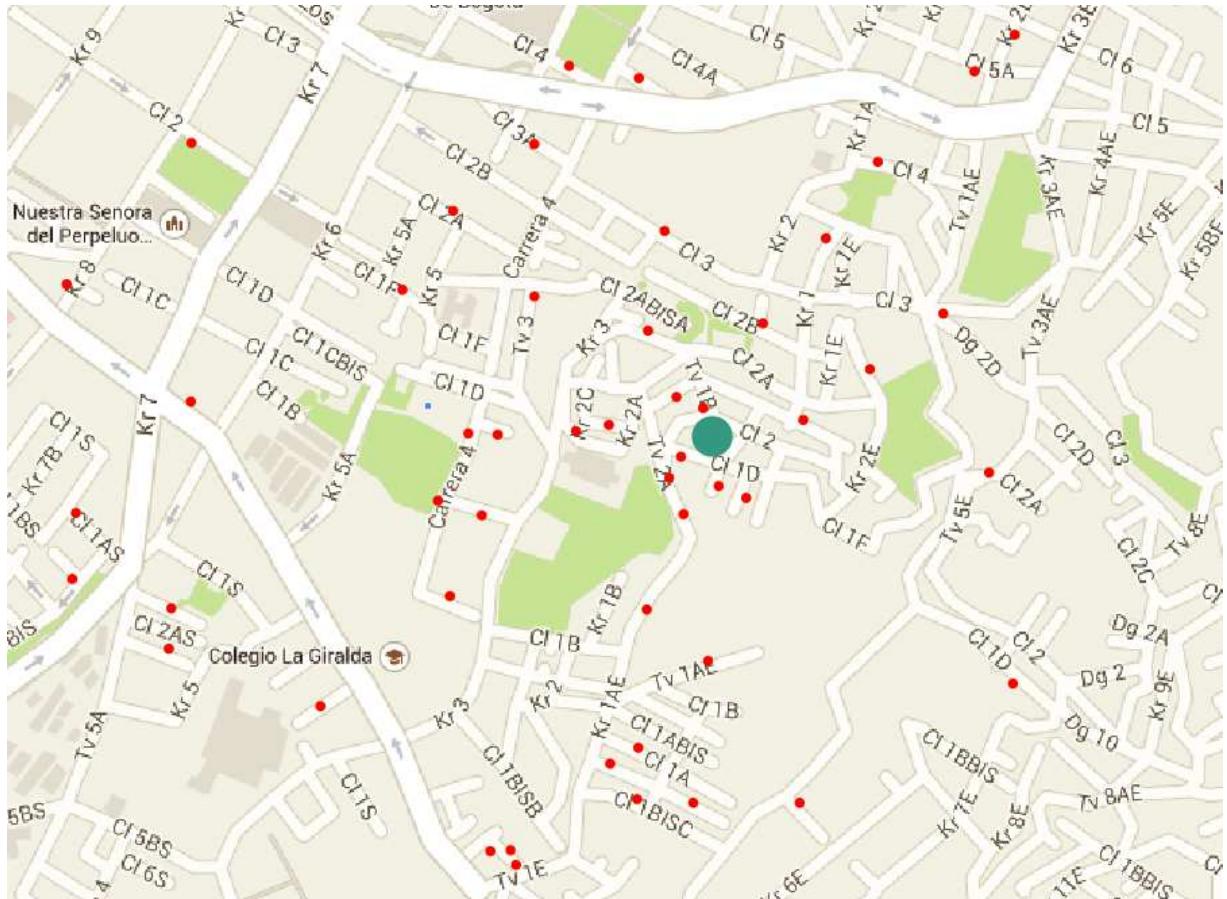 de Bogotá
Kr 9
Cl 3
Kr 7
Cl 4
Cl 4A
Cl 5
Kr 3E
Cl 6
Cl 5A
Cl 2
Cl 3A
Cl 2B
Kr 1A
Cl 4
Cl 5
Kr 4AE
Kr 3AE
Tv 1AE
Nuestra Senora
del Perpeluo...
Kr 6
Kr 5A
Cl 2A
Kr 5
Carrera 4
Kr 2
Kr 1E
Kr 5E
Kr 5BE
Kr 8
Cl 1C
Cl 1D
Cl 1F
Cl 3
Cl 2ABISA
Cl 2B
Kr 1
Cl 3
Cl 1C
Cl 1CBIS
Cl 1F
Tv 3
Kr 3
Kr 1E
Dg 2D
Tv 3AE
Cl 1B
Cl 1D
Cl 2A
Tv 1B
Kr 7
Cl 1S
Kr 7B
Kr 5A
Carrera 4
Kr 2C
Kr 2A
Tv 2A
Cl 2
Cl 1D
Kr 2E
Cl 2D
Cl 3
Cl 2A
Tv 5E
Tv 8E
Cl 1F
1BS
Cl 1AS
Cl 1S
Cl 2C
BIS
Cl 2AS
Colegio La Giralda
Kr 1B
Cl 1B
Cl 1D
Cl 2
Dg 2A
Dg 2
Kr 9E
Kr 5
Tv 5A
Kr 3
Kr 2
Kr 1AE
Tv 1AE
Cl 1B
Dg 10
Cl 1ABIS
Cl 1A
Cl 1BISB
Cl 1BISC
Cl 1BBIS
Cl 1S
Tv 8AE
Kr 7E
Kr 8E
5BS
Cl 5BS
Cl 6S
Tv 1E
Kr 6E
11E
Cl 1BBIS